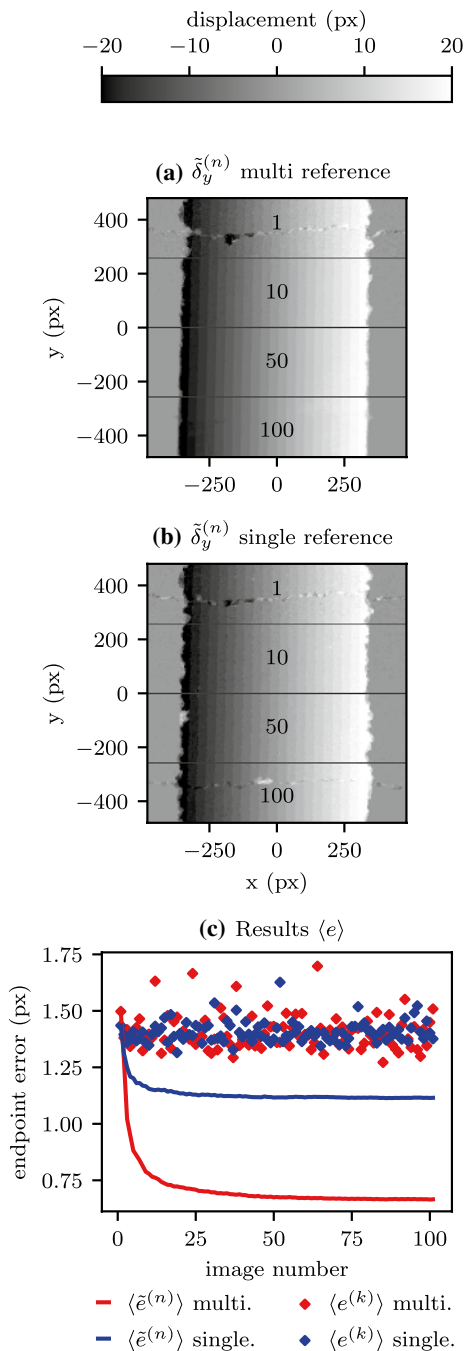 displacement (px)
−20 −10 0 10 20
(a) δ̃_y^(n) multi reference
y (px)
400
200
0
−200
−400
1
10
50
100
−250 0 250
(b) δ̃_y^(n) single reference
y (px)
400
200
0
−200
−400
1
10
50
100
−250 0 250
x (px)
(c) Results ⟨e⟩
endpoint error (px)
1.75
1.50
1.25
1.00
0.75
0 25 50 75 100
image number
⟨ẽ^(n)⟩ multi. ⟨e^(k)⟩ multi.
⟨ẽ^(n)⟩ single. ⟨e^(k)⟩ single.